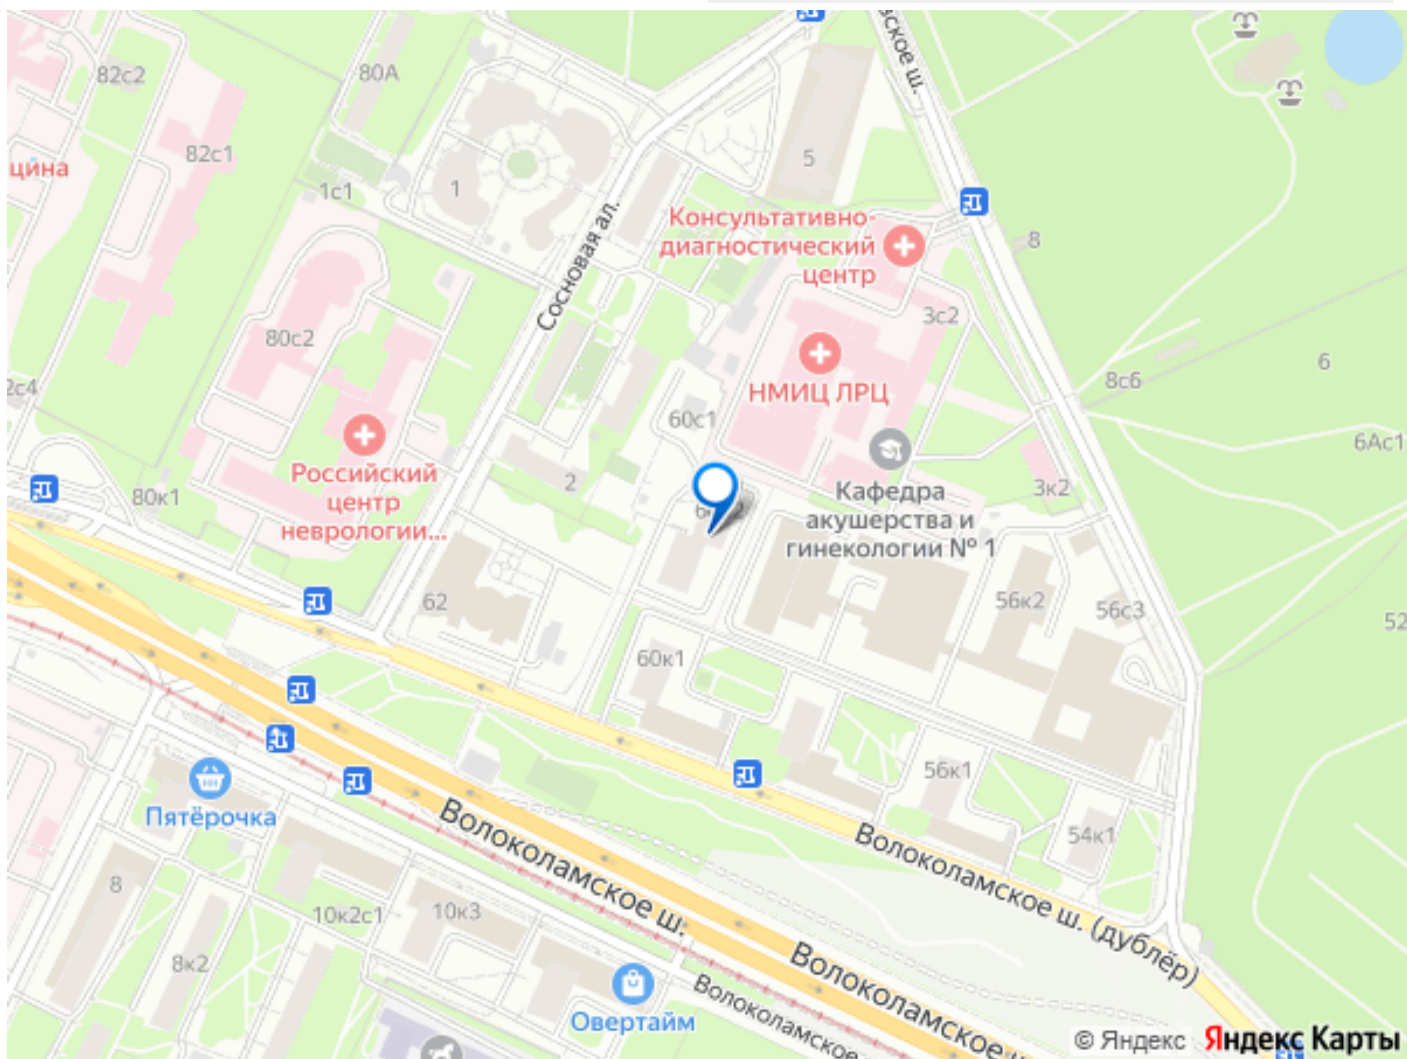 82с2
80А
вское ш.
82с1
цина
1с1
1
5
Сосновая ал.
Консультативно-
диагностический
центр
8
3с2
80с2
НМИЦ ЛРЦ
8с6
6
2с4
60с1
6Ас1
Российский
центр
неврологии...
80к1
2
Кафедра
акушерства и
гинекологии № 1
3к2
62
56к2
56с3
52
60к1
56к1
54к1
Пятёрочка
Волоколамское ш.
Волоколамское ш. (дублёр)
8
10к2с1
10к3
8к2
Волоколамское ш.
Овертайм
Волоколамское
© Яндекс Яндекс Карты